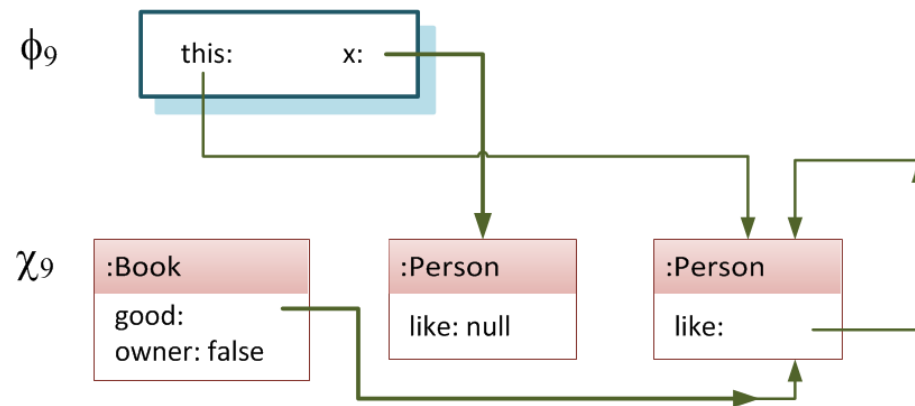 ϕ₉
this: x:
χ₉
:Book
good:
owner: false
:Person
like: null
:Person
like: